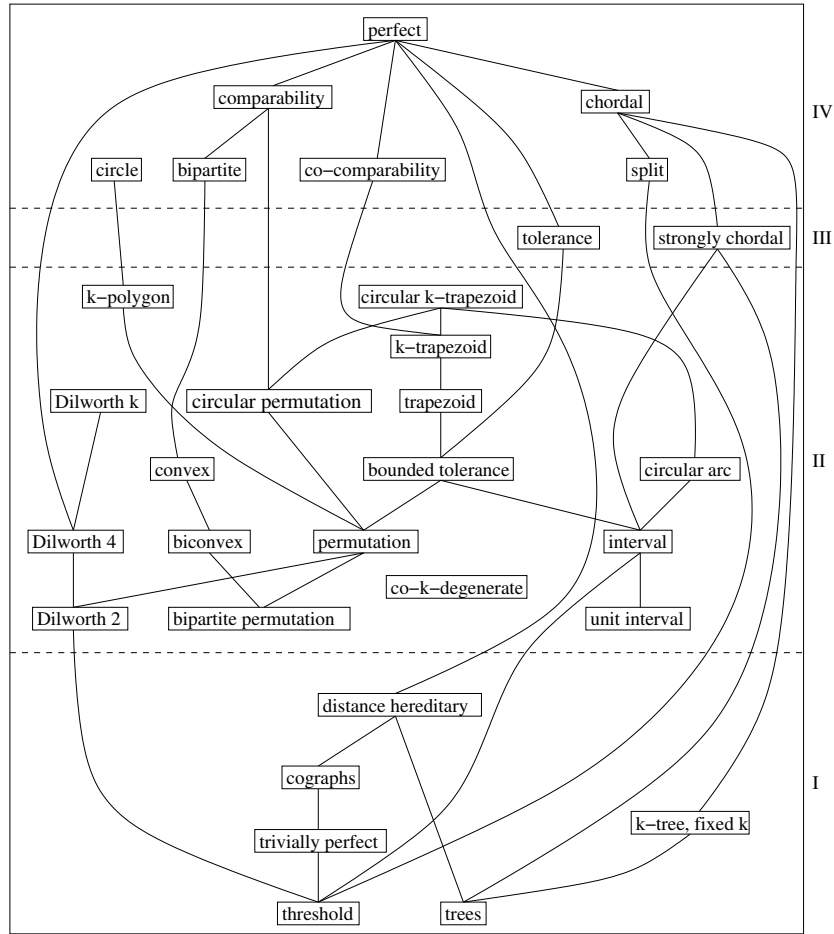 perfect
comparability
chordal
IV
circle
bipartite
co−comparability
split
tolerance
strongly chordal
III
k−polygon
circular k−trapezoid
k−trapezoid
Dilworth k
circular permutation
trapezoid
convex
bounded tolerance
circular arc
II
Dilworth 4
biconvex
permutation
interval
co−k−degenerate
Dilworth 2
bipartite permutation
unit interval
distance hereditary
cographs
I
k−tree, fixed k
trivially perfect
threshold
trees